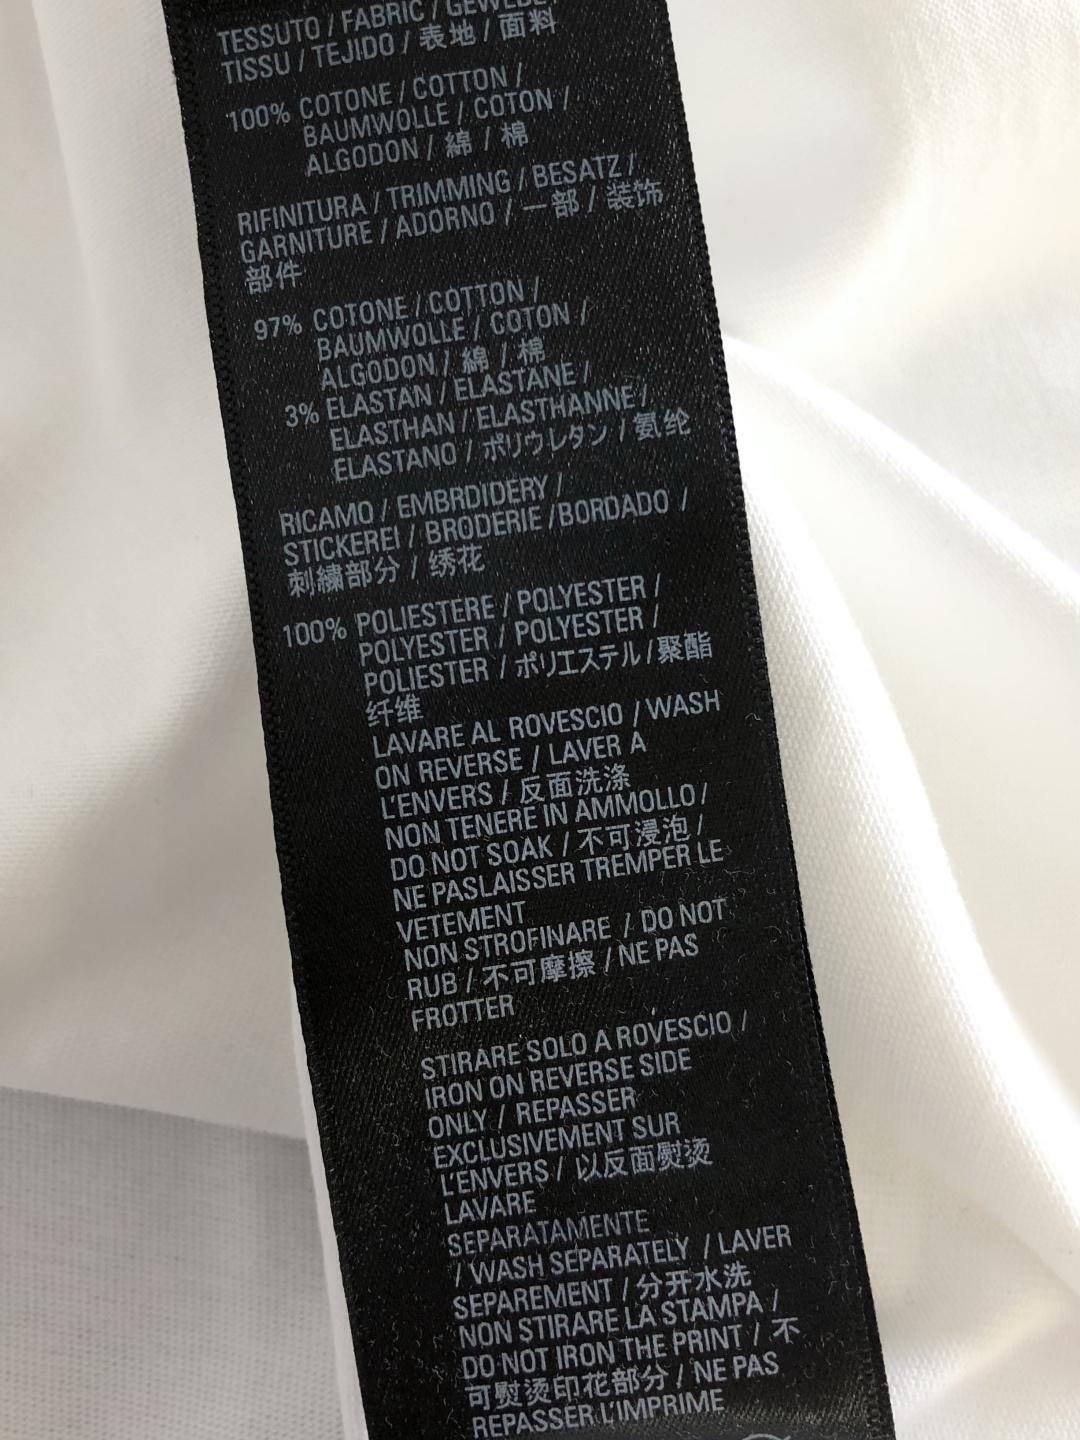 TESSUTO / FABRIC / GEWEBE
TISSU / TEJIDO / 表地 / 面料
100% COTONE / COTTON /
BAUMWOLLE / COTON /
ALGODON / 綿 / 棉
RIFINITURA / TRIMMING / BESATZ /
GARNITURE / ADORNO / 一部 / 装饰
部件
97% COTONE / COTTON /
BAUMWOLLE / COTON /
ALGODON / 綿 / 棉
3% ELASTAN / ELASTANE /
ELASTHAN / ELASTHANNE /
ELASTANO / ポリウレタン / 氨纶
RICAMO / EMBRDIDERY /
STICKEREI / BRODERIE /BORDADO /
刺繍部分 / 绣花
100% POLIESTERE / POLYESTER /
POLYESTER / POLYESTER /
POLIESTER / ポリエステル / 聚酯
纤维
LAVARE AL ROVESCIO / WASH
ON REVERSE / LAVER A
L'ENVERS / 反面洗涤
NON TENERE IN AMMOLLO /
DO NOT SOAK / 不可浸泡 /
NE PASLAISSER TREMPER LE
VETEMENT
NON STROFINARE / DO NOT
RUB / 不可摩擦 / NE PAS
FROTTER
STIRARE SOLO A ROVESCIO /
IRON ON REVERSE SIDE
ONLY / REPASSER
EXCLUSIVEMENT SUR
L'ENVERS / 以反面熨烫
LAVARE
SEPARATAMENTE
/ WASH SEPARATELY / LAVER
SEPAREMENT / 分开水洗
NON STIRARE LA STAMPA /
DO NOT IRON THE PRINT / 不
可熨烫印花部分 / NE PAS
REPASSER L'IMPRIME